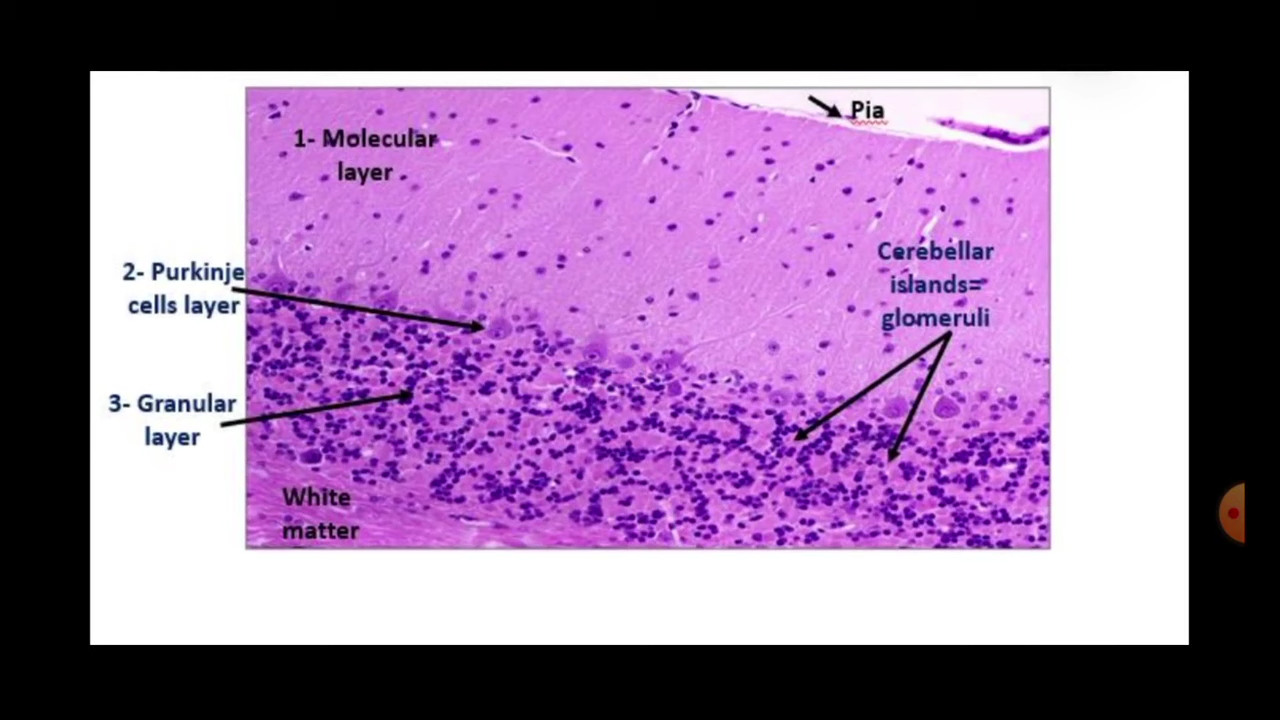 Pia
1- Molecular
layer
Cerebellar
islands=
glomeruli
2- Purkinje
cells layer
3- Granular
layer
White
matter